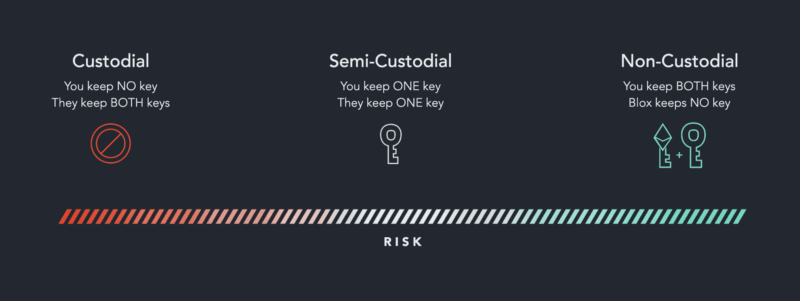 Custodial
You keep NO key
They keep BOTH keys
Semi-Custodial
You keep ONE key
They keep ONE key
Non-Custodial
You keep BOTH keys
Blox keeps NO key
+
RISK